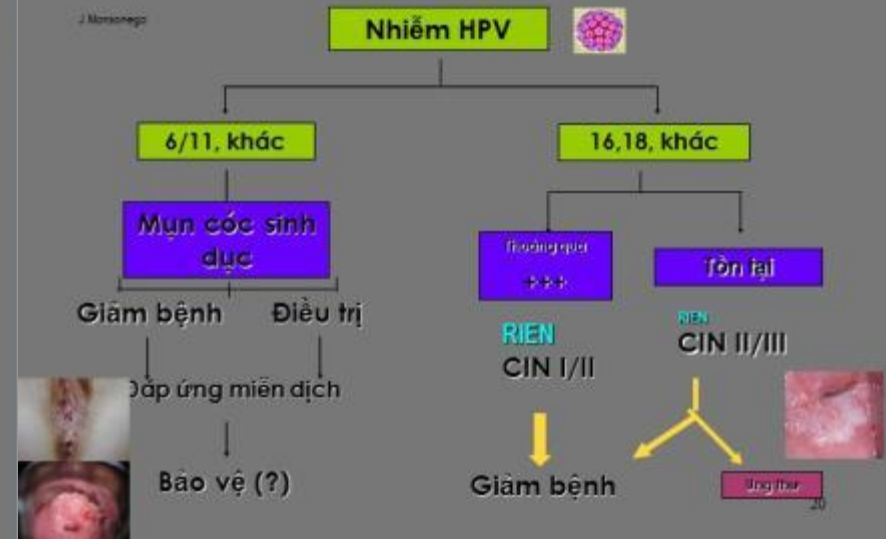 J Monsonego
Nhiễm HPV
6/11, khác
16,18, khác
Mụn cóc sinh
dục
Thoáng qua
+++
Tồn tại
Giảm bệnh
Điều trị
RIEN
CIN I/II
RIEN
CIN II/III
Đáp ứng miễn dịch
Bảo vệ (?)
Giảm bệnh
Ung thư
20